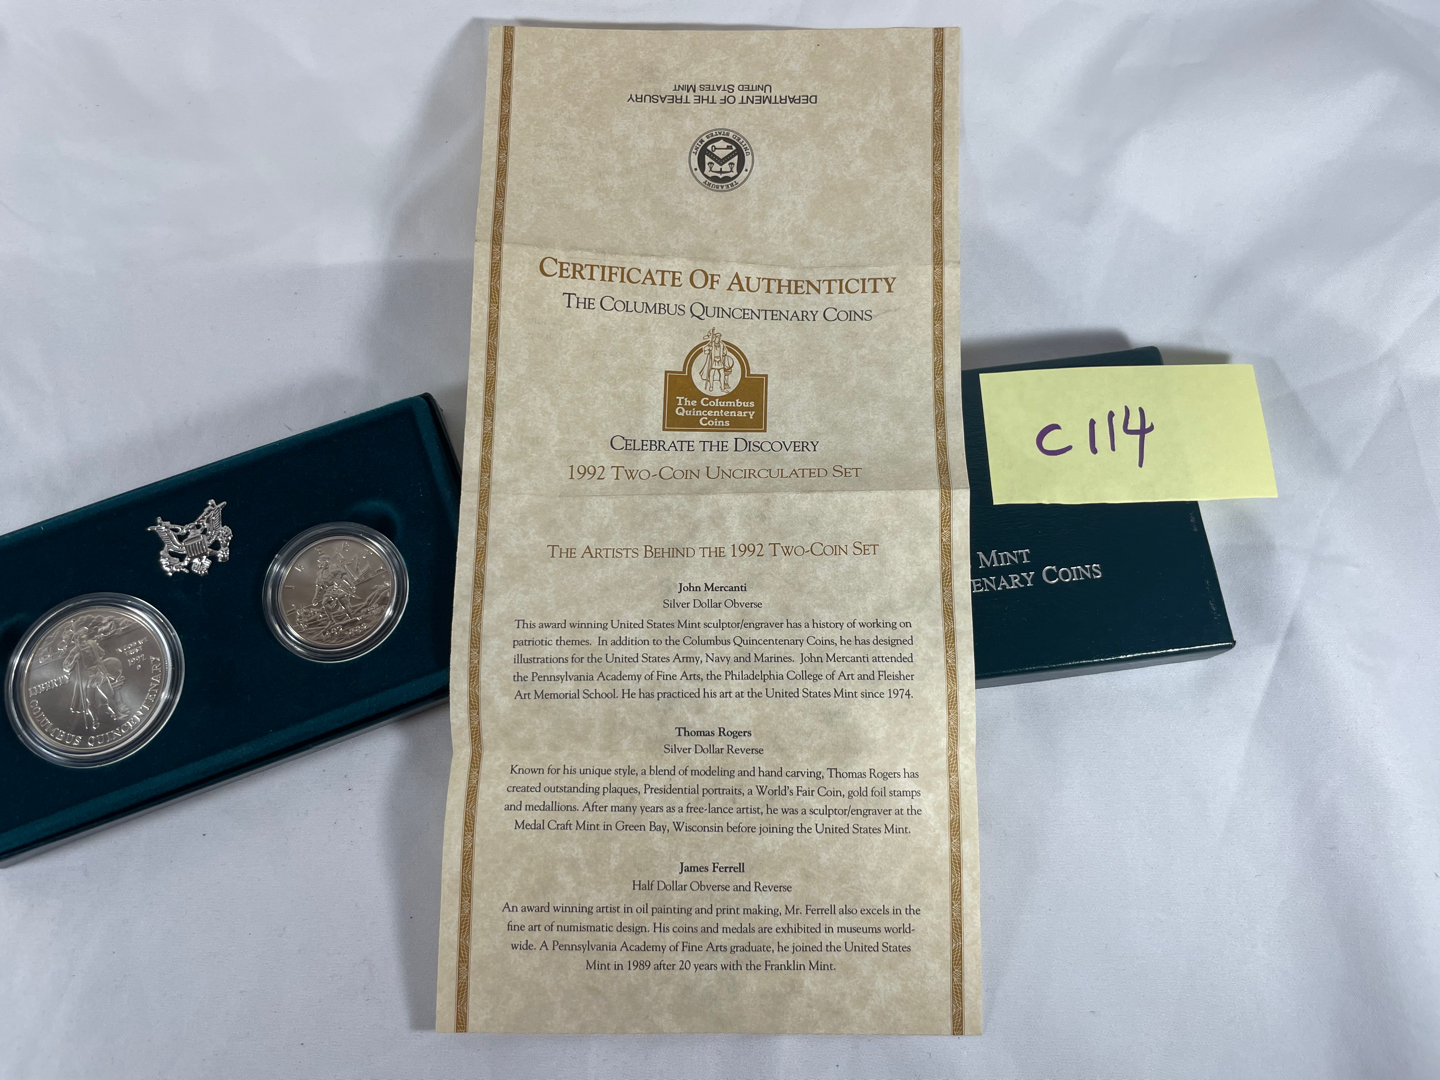 DEPARTMENT OF THE TREASURY
UNITED STATES MINT
UNITED STATES MINT
TREASURY
CERTIFICATE OF AUTHENTICITY
THE COLUMBUS QUINCENTENARY COINS
The Columbus
Quincentenary
Coins
CELEBRATE THE DISCOVERY
1992 TWO-COIN UNCIRCULATED SET
THE ARTISTS BEHIND THE 1992 TWO-COIN SET
John Mercanti
Silver Dollar Obverse
This award winning United States Mint sculptor/engraver has a history of working on
patriotic themes. In addition to the Columbus Quincentenary Coins, he has designed
illustrations for the United States Army, Navy and Marines. John Mercanti attended
the Pennsylvania Academy of Fine Arts, the Philadelphia College of Art and Fleisher
Art Memorial School. He has practiced his art at the United States Mint since 1974.
Thomas Rogers
Silver Dollar Reverse
Known for his unique style, a blend of modeling and hand carving, Thomas Rogers has
created outstanding plaques, Presidential portraits, a World's Fair Coin, gold foil stamps
and medallions. After many years as a free-lance artist, he was a sculptor/engraver at the
Medal Craft Mint in Green Bay, Wisconsin before joining the United States Mint.
James Ferrell
Half Dollar Obverse and Reverse
An award winning artist in oil painting and print making, Mr. Ferrell also excels in the
fine art of numismatic design. His coins and medals are exhibited in museums world-
wide. A Pennsylvania Academy of Fine Arts graduate, he joined the United States
Mint in 1989 after 20 years with the Franklin Mint.
C114
MINT
ENARY COINS
LIBERTY
COLUMBUS QUINCENTENARY